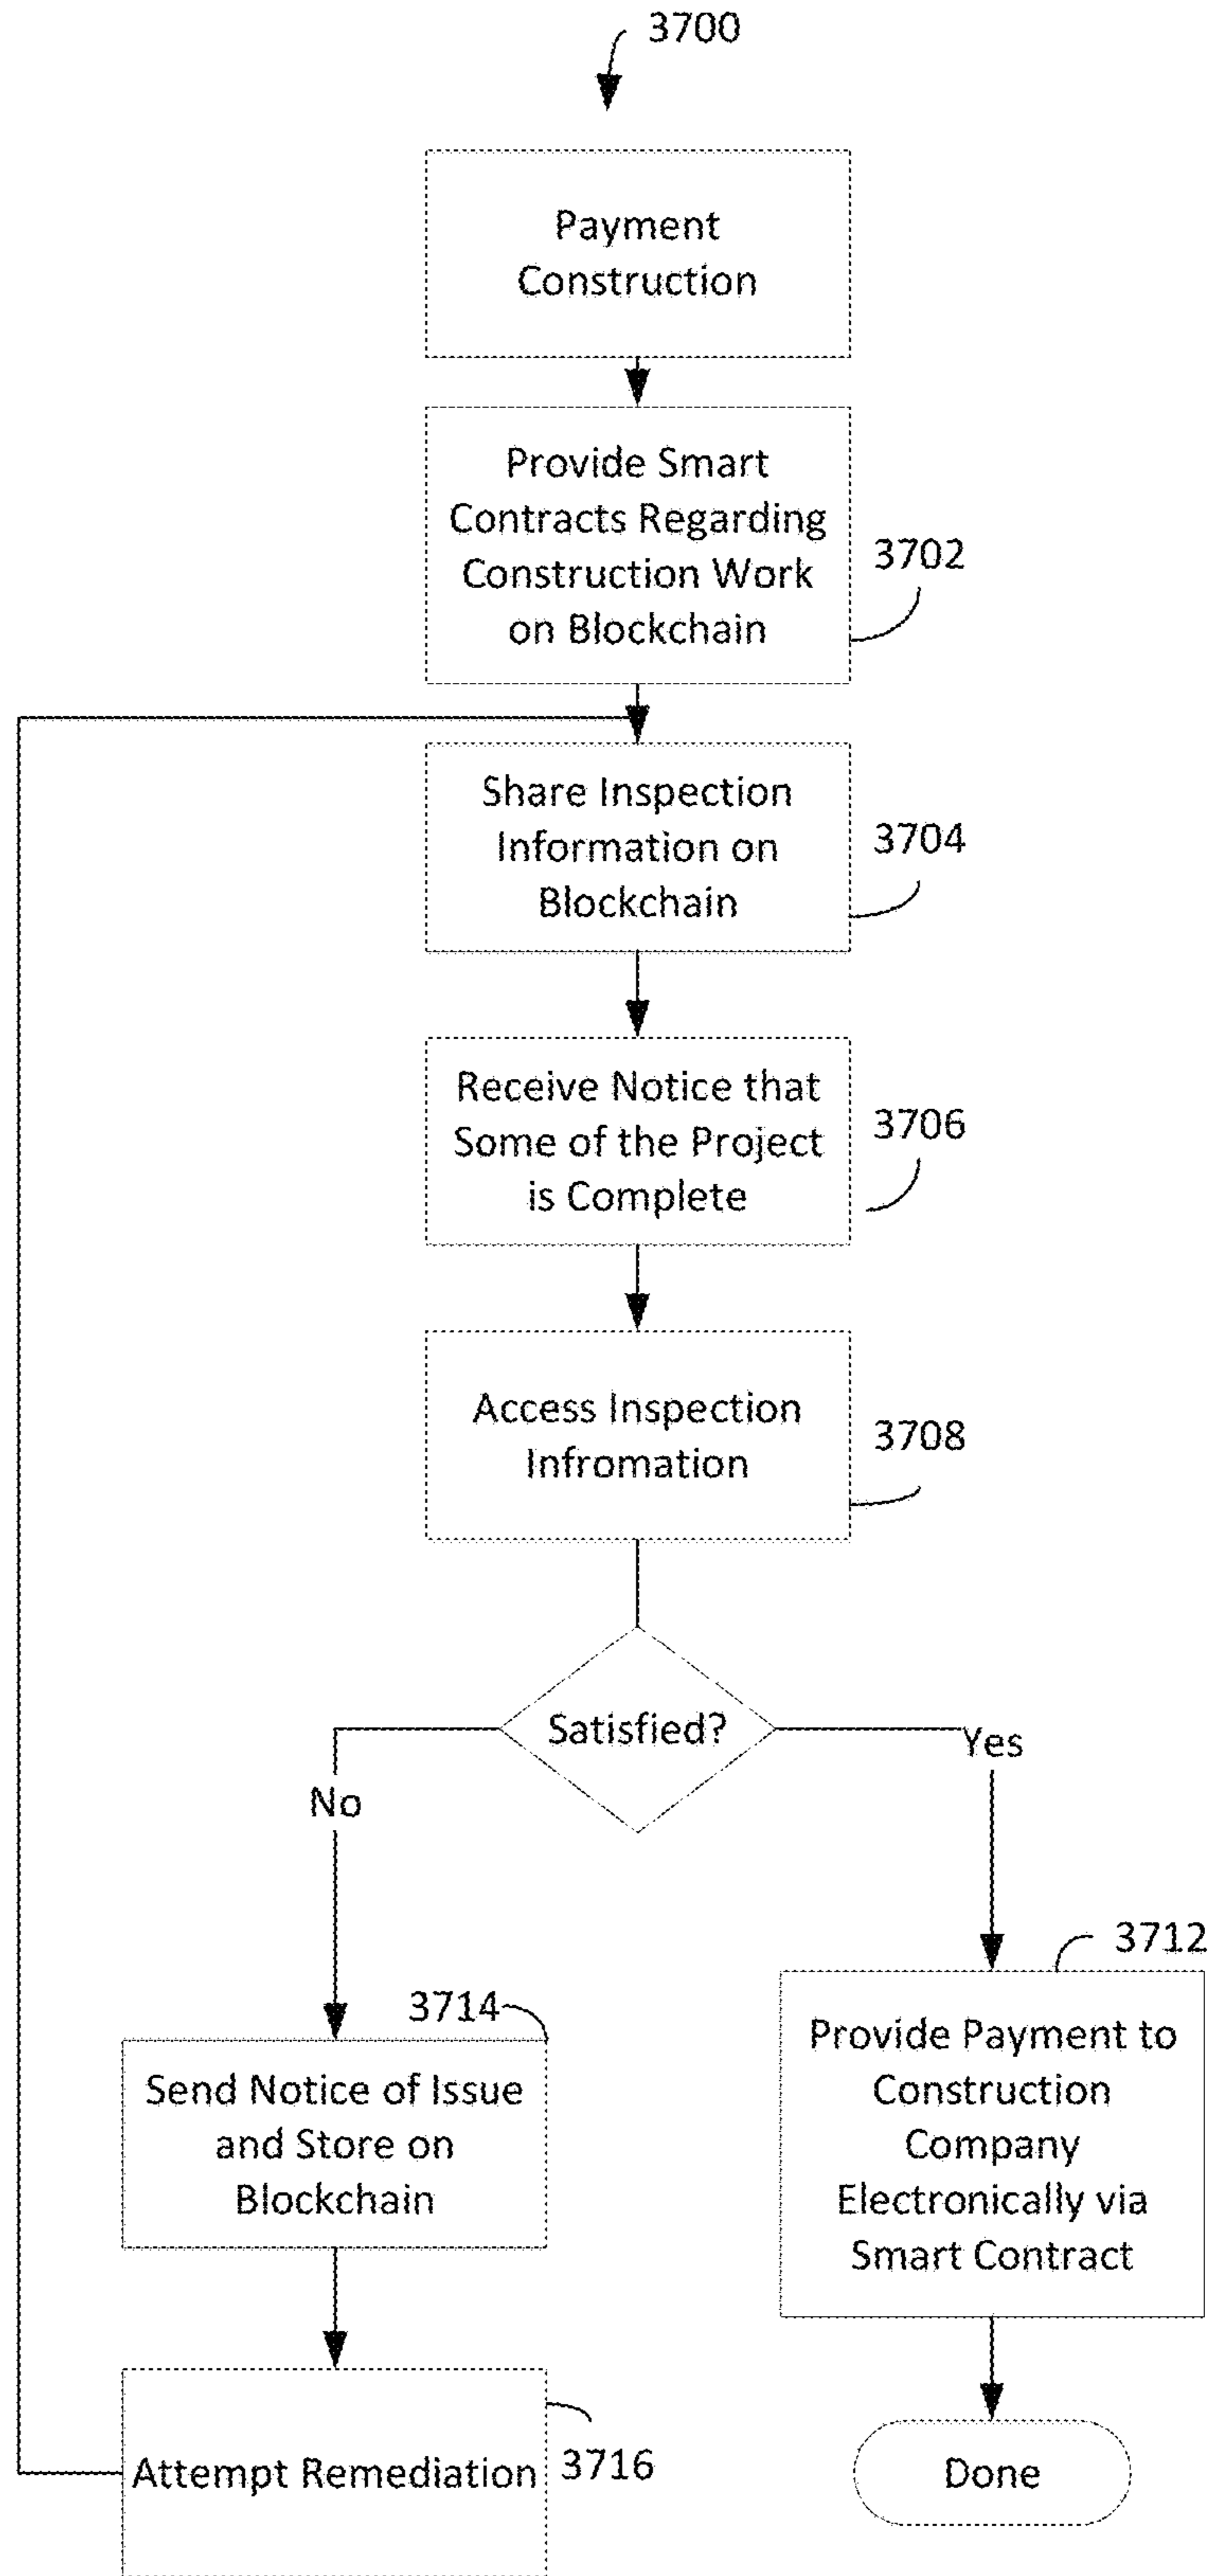 3700
Payment
Construction
Provide Smart
Contracts Regarding
Construction Work
on Blockchain
3702
Share Inspection
Information on
Blockchain
3704
Receive Notice that
Some of the Project
is Complete
3706
Access Inspection
Infromation
3708
Satisfied?
Yes
No
3712
Provide Payment to
Construction
Company
Electronically via
Smart Contract
3714
Send Notice of Issue
and Store on
Blockchain
Attempt Remediation
3716
Done